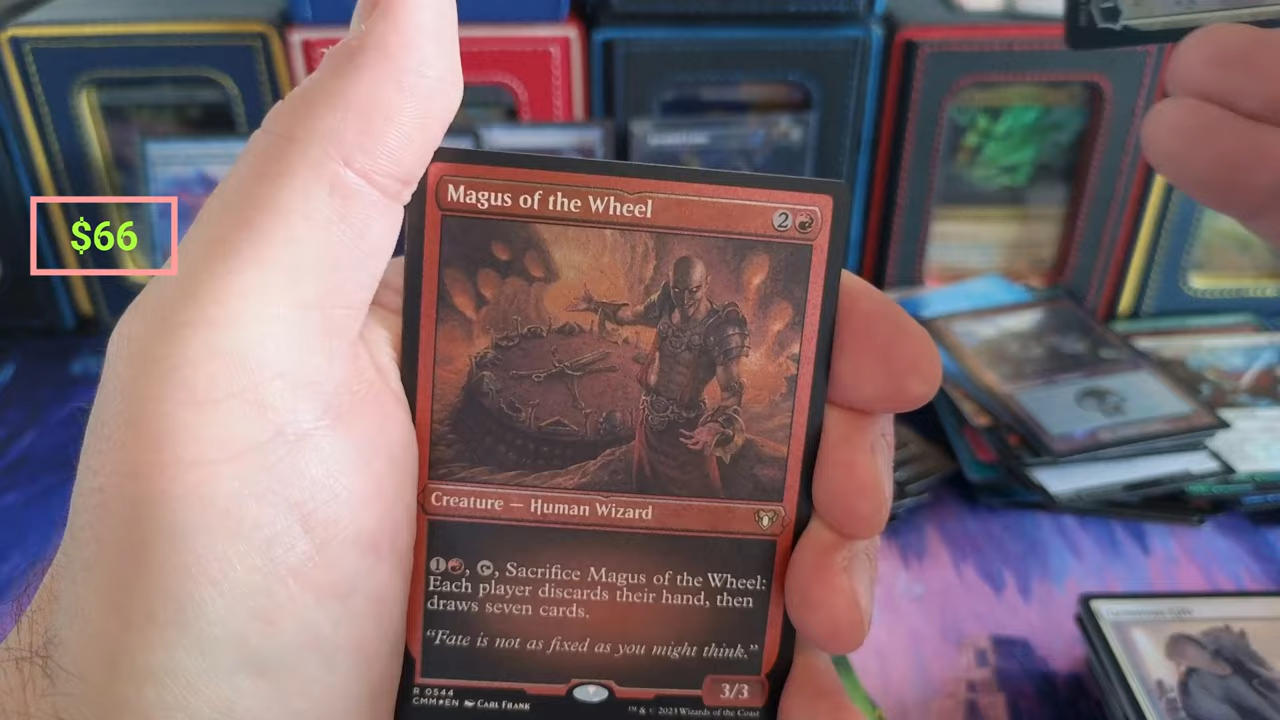 $66
Magus of the Wheel
2
Creature — Human Wizard
1, Sacrifice Magus of the Wheel:
Each player discards their hand, then
draws seven cards.
"Fate is not as fixed as you might think."
3/3
R 0544
CMM★EN Carl Frank
™ & © 2023 Wizards of the Coast